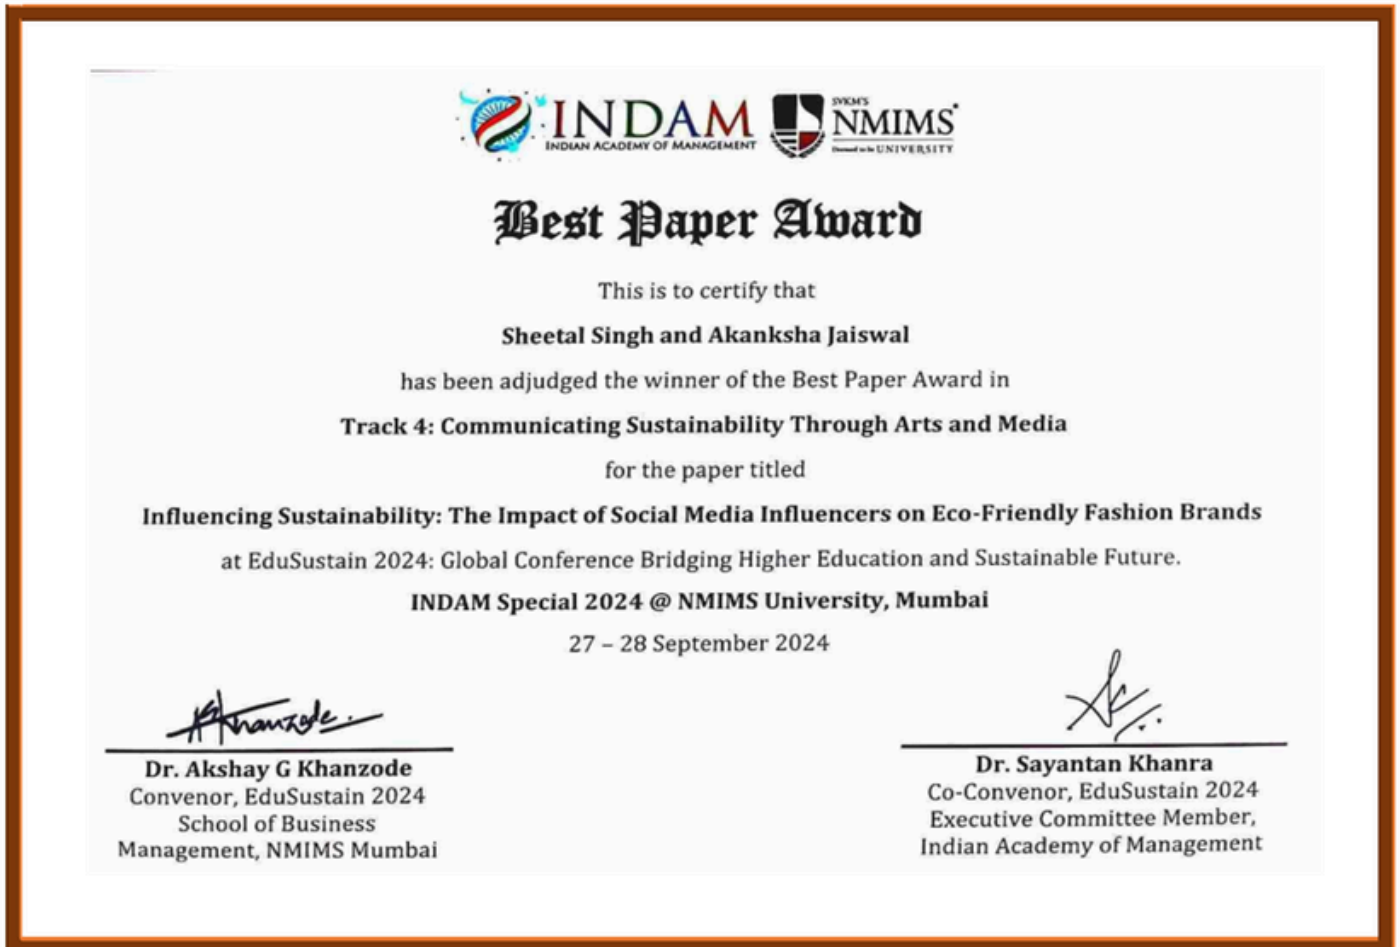 INDAM
INDIAN ACADEMY OF MANAGEMENT
SVKM'S
NMIMS
Deemed to be UNIVERSITY
Best Paper Award
This is to certify that
Sheetal Singh and Akanksha Jaiswal
has been adjudged the winner of the Best Paper Award in
Track 4: Communicating Sustainability Through Arts and Media
for the paper titled
Influencing Sustainability: The Impact of Social Media Influencers on Eco-Friendly Fashion Brands
at EduSustain 2024: Global Conference Bridging Higher Education and Sustainable Future.
INDAM Special 2024 @ NMIMS University, Mumbai
27 – 28 September 2024
Khanzode.
Dr. Akshay G Khanzode
Convenor, EduSustain 2024
School of Business
Management, NMIMS Mumbai
Dr. Sayantan Khanra
Co-Convenor, EduSustain 2024
Executive Committee Member,
Indian Academy of Management